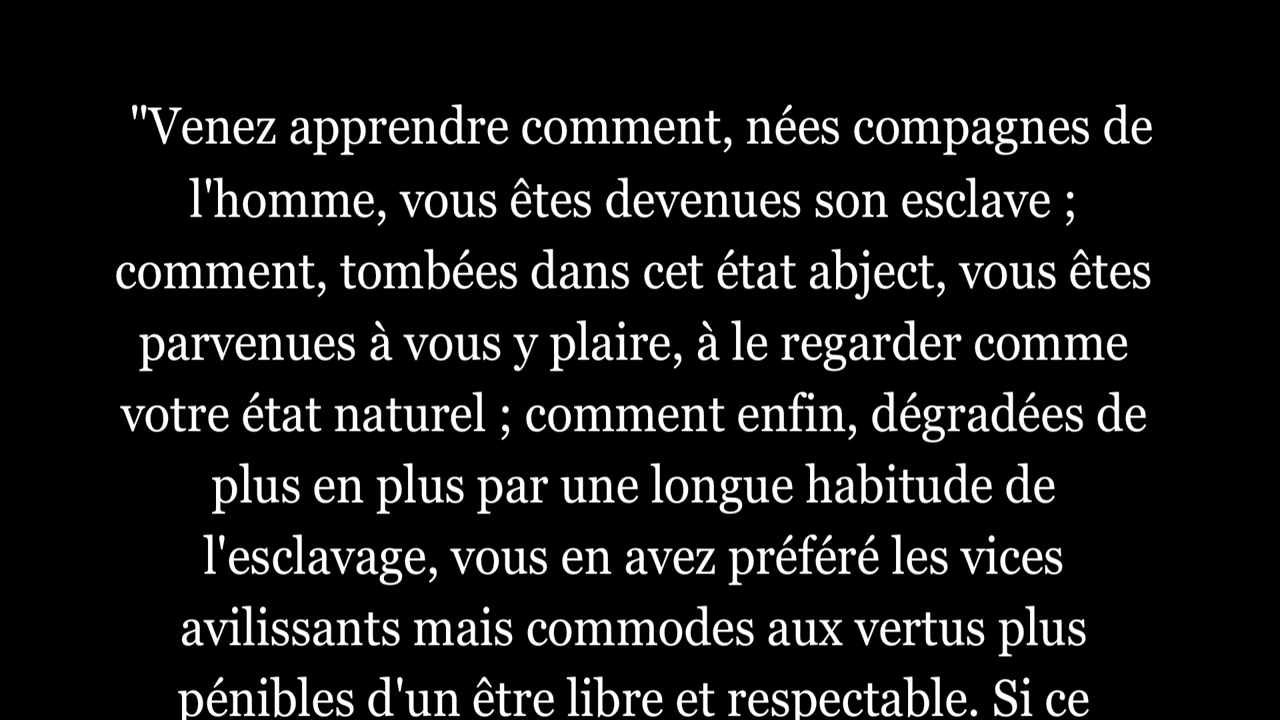 "Venez apprendre comment, nées compagnes de
l'homme, vous êtes devenues son esclave ;
comment, tombées dans cet état abject, vous êtes
parvenues à vous y plaire, à le regarder comme
votre état naturel ; comment enfin, dégradées de
plus en plus par une longue habitude de
l'esclavage, vous en avez préféré les vices
avilissants mais commodes aux vertus plus
pénibles d'un être libre et respectable. Si ce